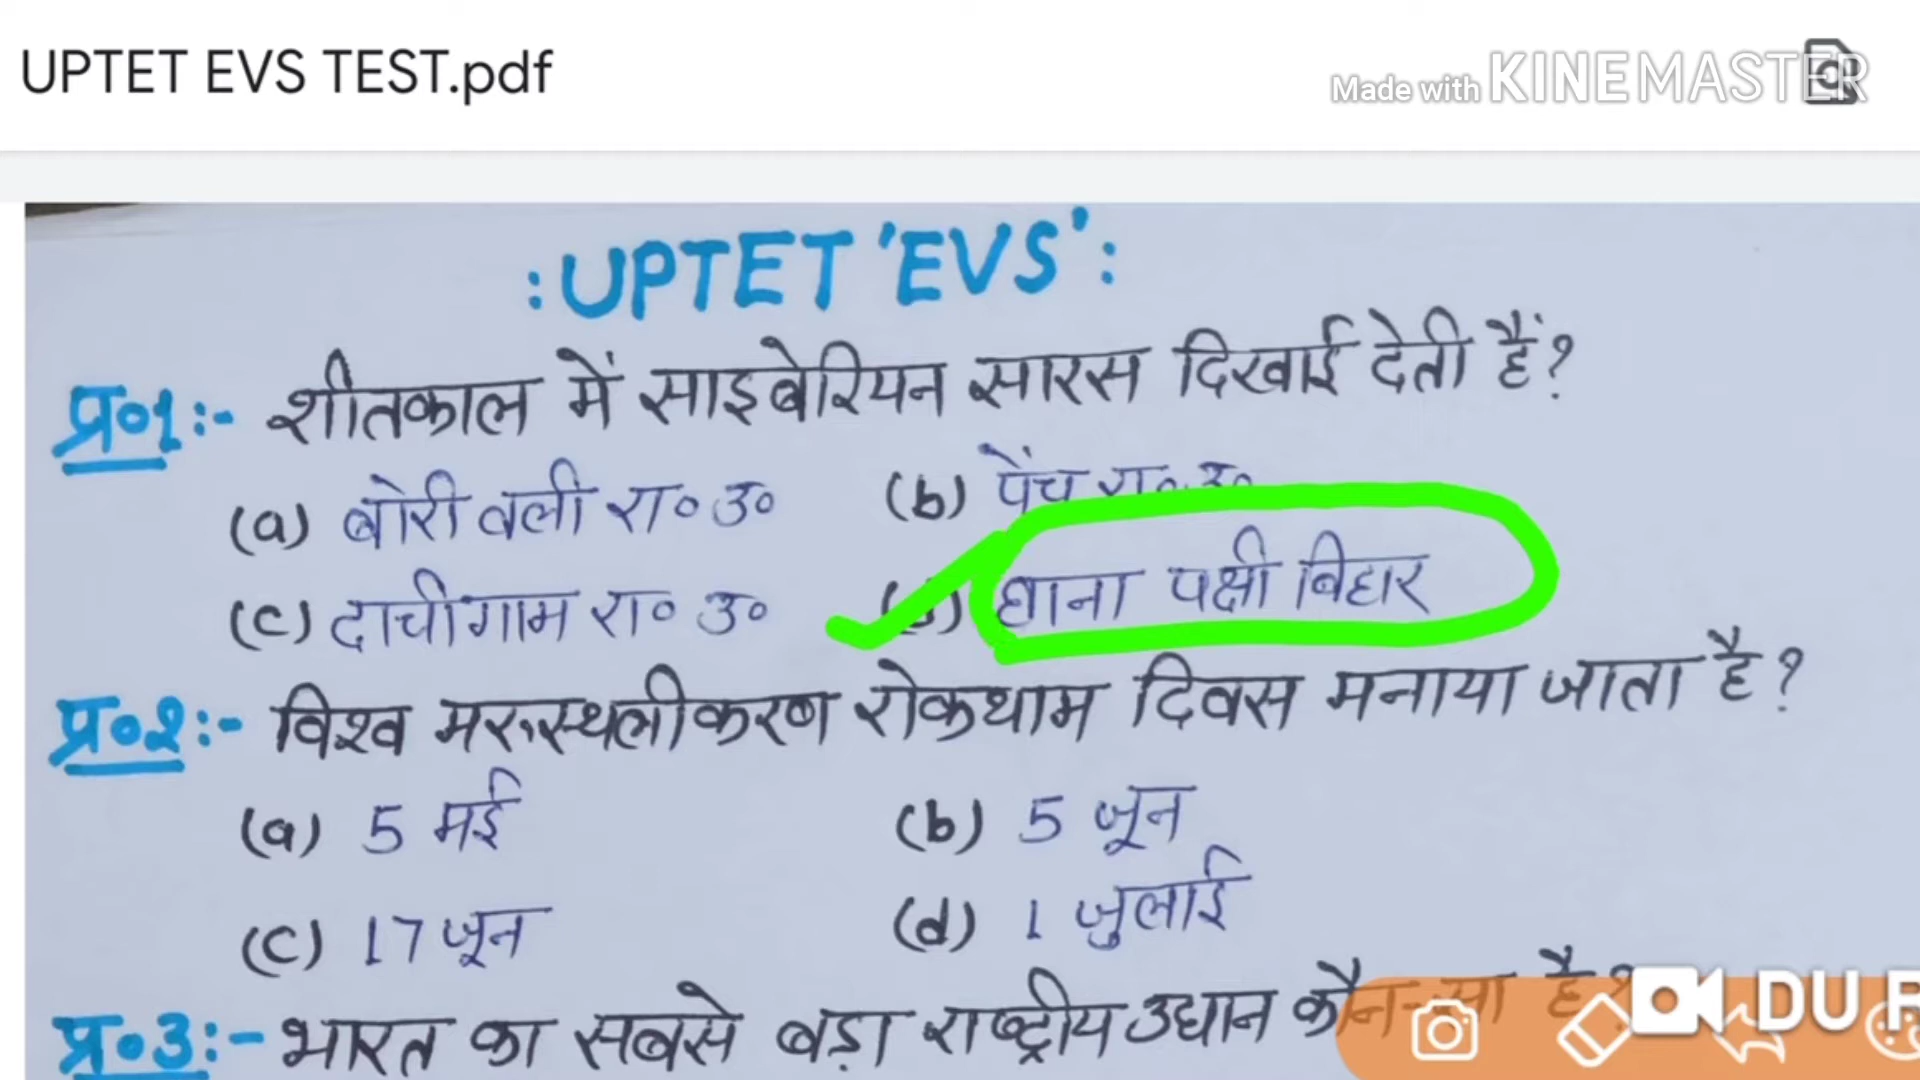 UPTET EVS TEST.pdf
Made with KINEMASTER
: UPTET 'EVS' :
प्र०1:- शीतकाल में साइबेरियन सारस दिखाई देती हैं?
(a) बोरीवली रा० उ० (b) पेंच रा० उ०
(c) दाचीगाम रा० उ० (d) घाना पक्षी बिहार
प्र०2:- विश्व मरुस्थलीकरण रोकथाम दिवस मनाया जाता है?
(a) 5 मई (b) 5 जून
(c) 17 जून (d) 1 जुलाई
प्र०3:- भारत का सबसे बड़ा राष्ट्रीय उद्यान कौन-सा है?
DU